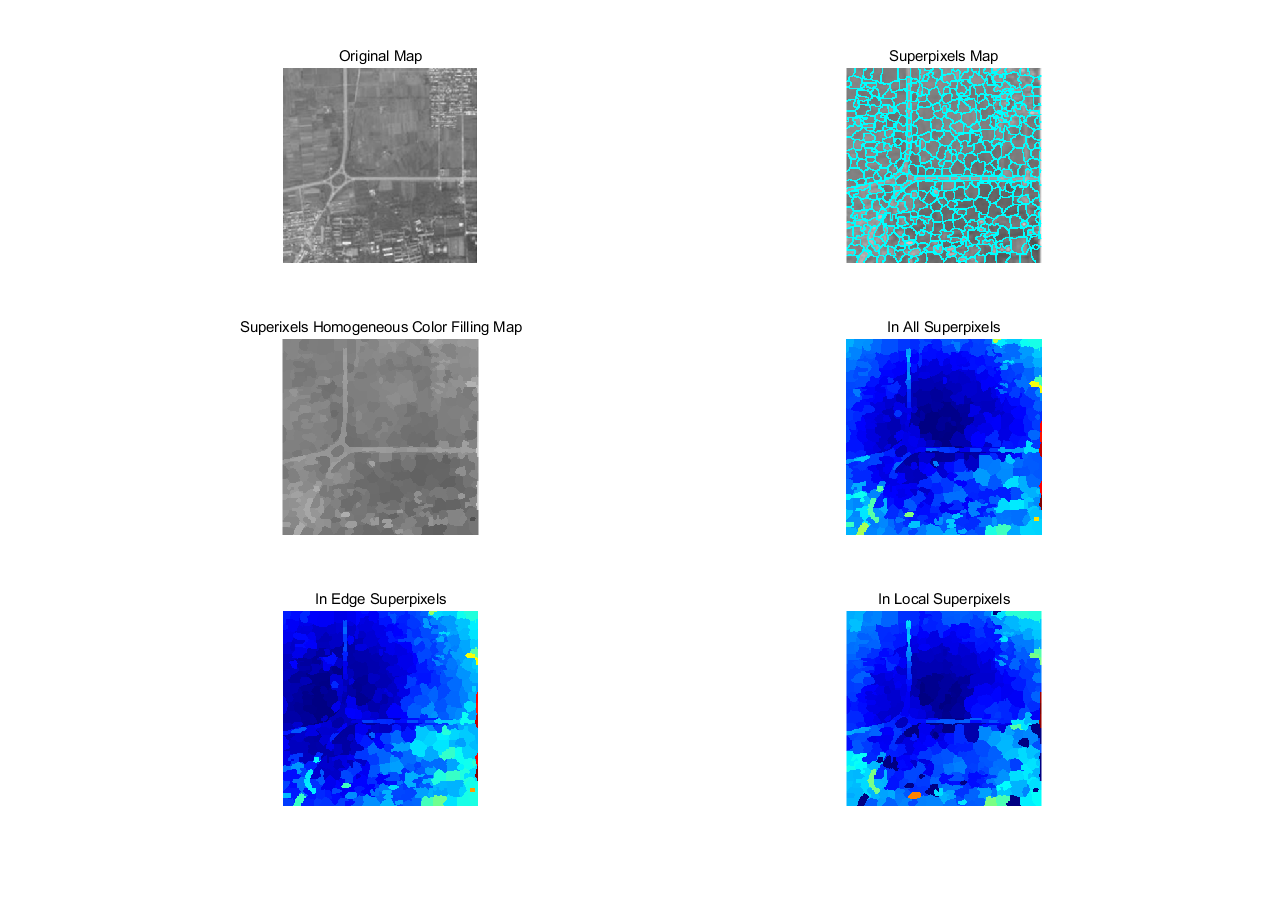 Original Map
Superpixels Map
Superixels Homogeneous Color Filling Map
In All Superpixels
In Edge Superpixels
In Local Superpixels